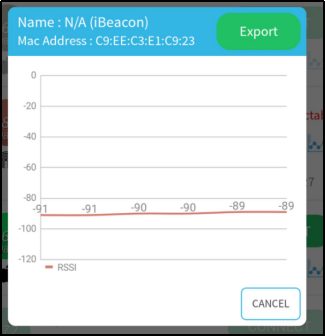 Name : N/A (iBeacon)
Mac Address : C9:EE:C3:E1:C9:23
Export
0
-20
-40
-60
-80
-91 -91 -90 -90 -89 -89
-100
-120
RSSI
CANCEL
ctal